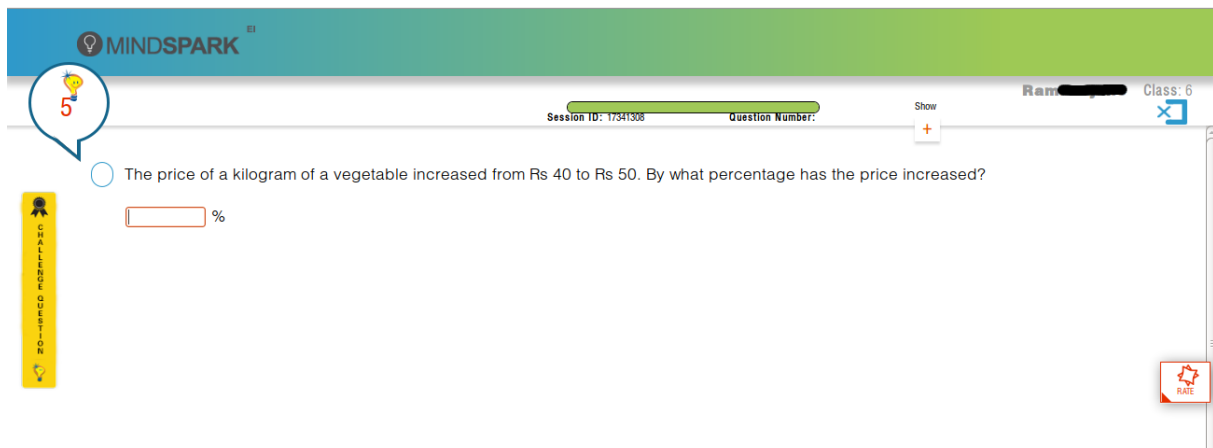 EI
MINDSPARK
5
Ram
Class: 6
Session ID: 17341308
Question Number:
Show
+
The price of a kilogram of a vegetable increased from Rs 40 to Rs 50. By what percentage has the price increased?
%
CHALLENGE QUESTION
RATE